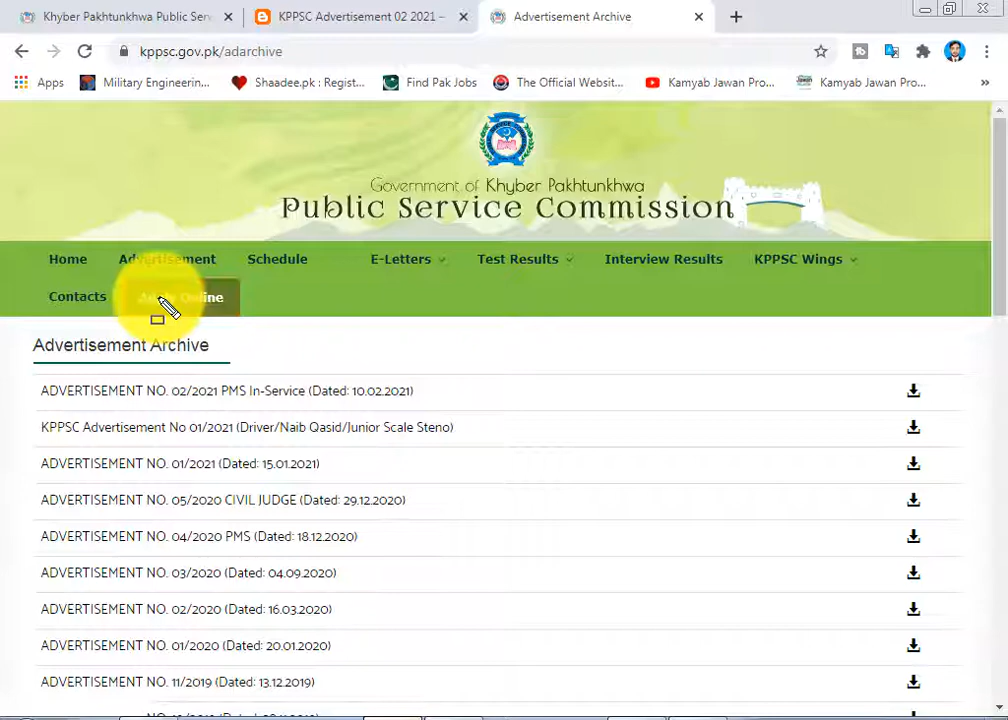 Khyber Pakhtunkhwa Public Serv
KPPSC Advertisement 02 2021 –
Advertisement Archive
kppsc.gov.pk/adarchive
Apps
Military Engineerin...
Shaadee.pk : Regist...
Find Pak Jobs
The Official Websit...
Kamyab Jawan Pro...
Kamyab Jawan Pro...
Government of Khyber Pakhtunkhwa
Public Service Commission
Home
Advertisement
Schedule
E-Letters
Test Results
Interview Results
KPPSC Wings
Contacts
Apply Online
Advertisement Archive
ADVERTISEMENT NO. 02/2021 PMS In-Service (Dated: 10.02.2021)
KPPSC Advertisement No 01/2021 (Driver/Naib Qasid/Junior Scale Steno)
ADVERTISEMENT NO. 01/2021 (Dated: 15.01.2021)
ADVERTISEMENT NO. 05/2020 CIVIL JUDGE (Dated: 29.12.2020)
ADVERTISEMENT NO. 04/2020 PMS (Dated: 18.12.2020)
ADVERTISEMENT NO. 03/2020 (Dated: 04.09.2020)
ADVERTISEMENT NO. 02/2020 (Dated: 16.03.2020)
ADVERTISEMENT NO. 01/2020 (Dated: 20.01.2020)
ADVERTISEMENT NO. 11/2019 (Dated: 13.12.2019)